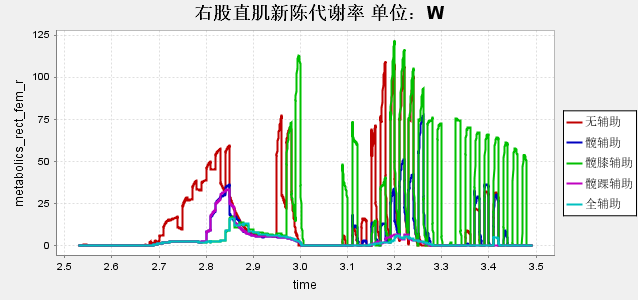 右股直肌新陈代谢率 单位：W
metabolics_rect_fem_r
125
100
75
50
25
0
2.5 2.6 2.7 2.8 2.9 3.0 3.1 3.2 3.3 3.4 3.5
time
无辅助
髋辅助
髋膝辅助
髋踝辅助
全辅助